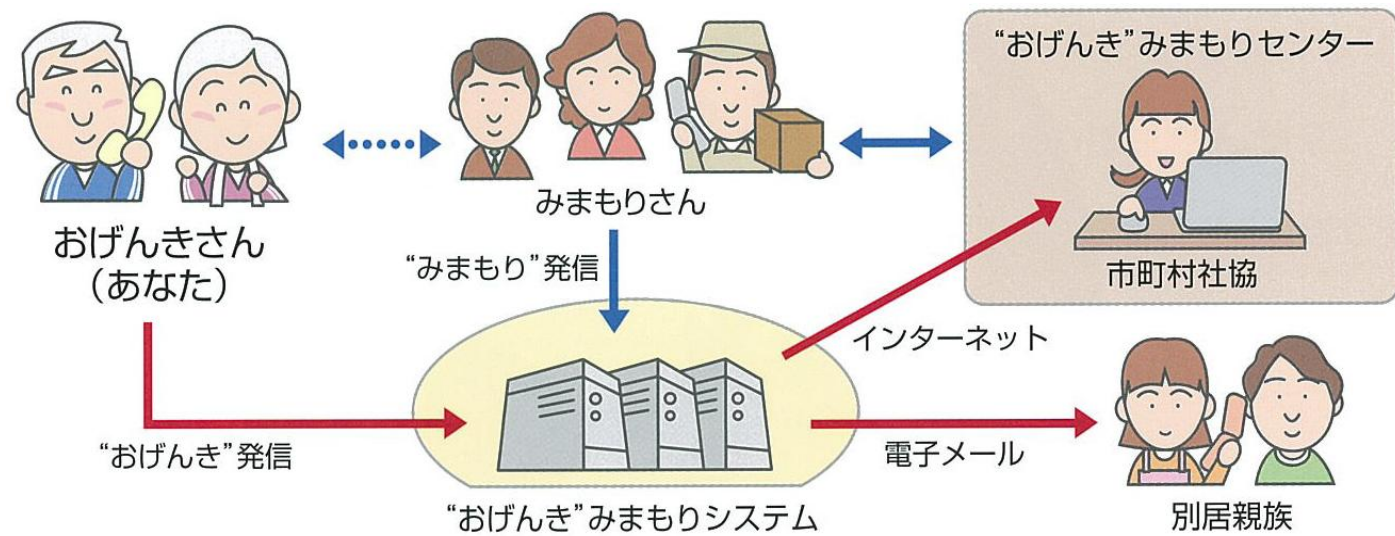 “おげんき”みまもりセンター
みまもりさん
おげんきさん
（あなた）
“みまもり”発信
市町村社協
インターネット
“おげんき”発信
電子メール
“おげんき”みまもりシステム
別居親族